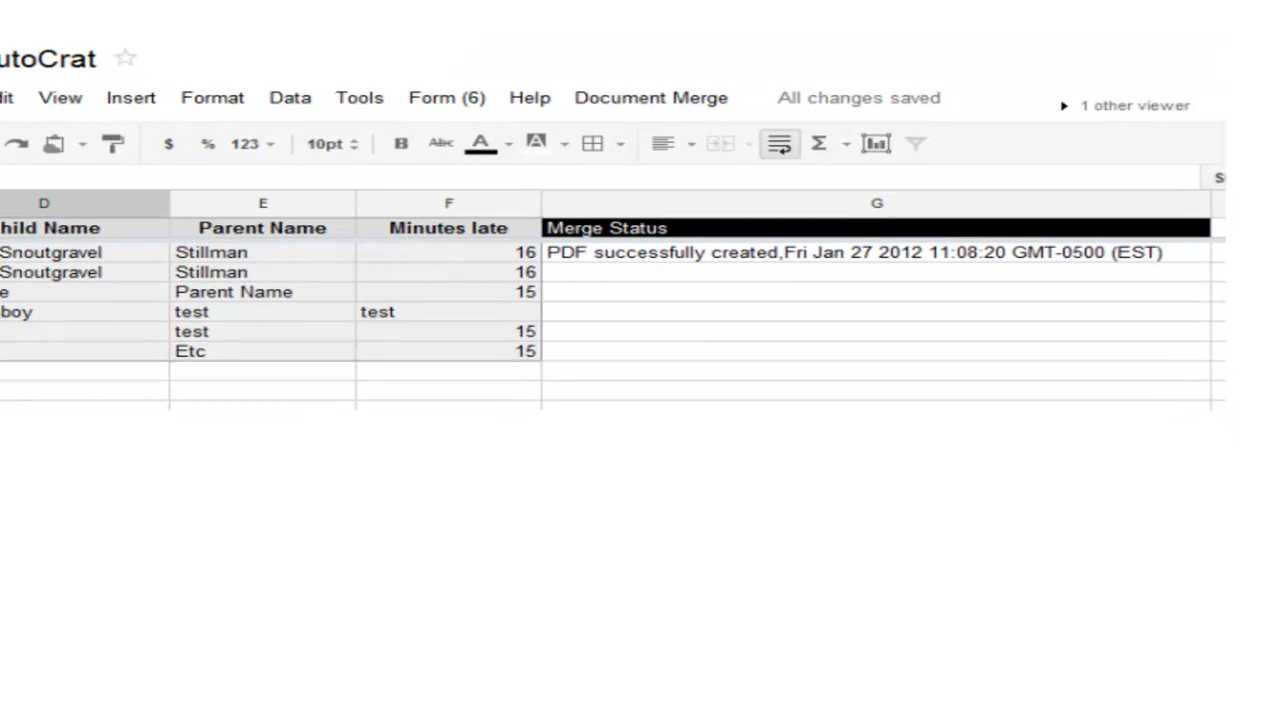 utoCrat
dit View Insert Format Data Tools Form (6) Help Document Merge All changes saved 1 other viewer
$ % 123 10pt B Abc A A Σ
S
D E F G
hild Name Parent Name Minutes late Merge Status
Snoutgravel Stillman 16 PDF successfully created,Fri Jan 27 2012 11:08:20 GMT-0500 (EST)
Snoutgravel Stillman 16
e Parent Name 15
boy test test
test 15
Etc 15